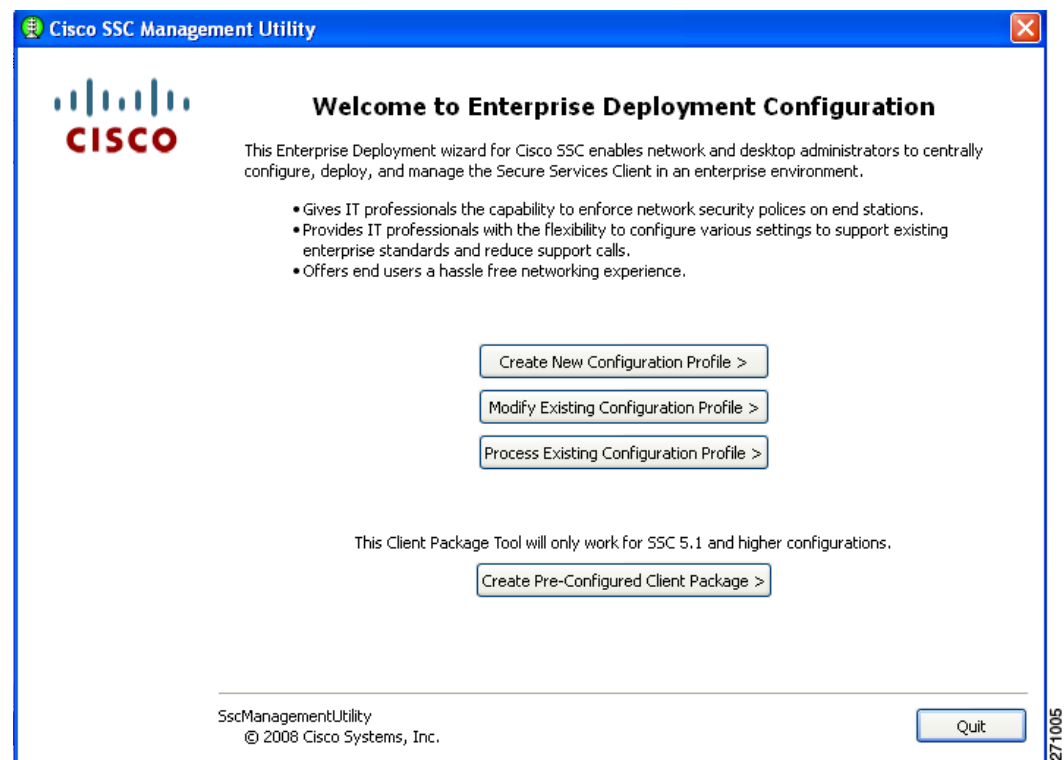 Cisco SSC Management Utility
CISCO
Welcome to Enterprise Deployment Configuration
This Enterprise Deployment wizard for Cisco SSC enables network and desktop administrators to centrally
configure, deploy, and manage the Secure Services Client in an enterprise environment.
• Gives IT professionals the capability to enforce network security polices on end stations.
• Provides IT professionals with the flexibility to configure various settings to support existing
enterprise standards and reduce support calls.
• Offers end users a hassle free networking experience.
Create New Configuration Profile >
Modify Existing Configuration Profile >
Process Existing Configuration Profile >
This Client Package Tool will only work for SSC 5.1 and higher configurations.
Create Pre-Configured Client Package >
SscManagementUtility
© 2008 Cisco Systems, Inc.
Quit
271005